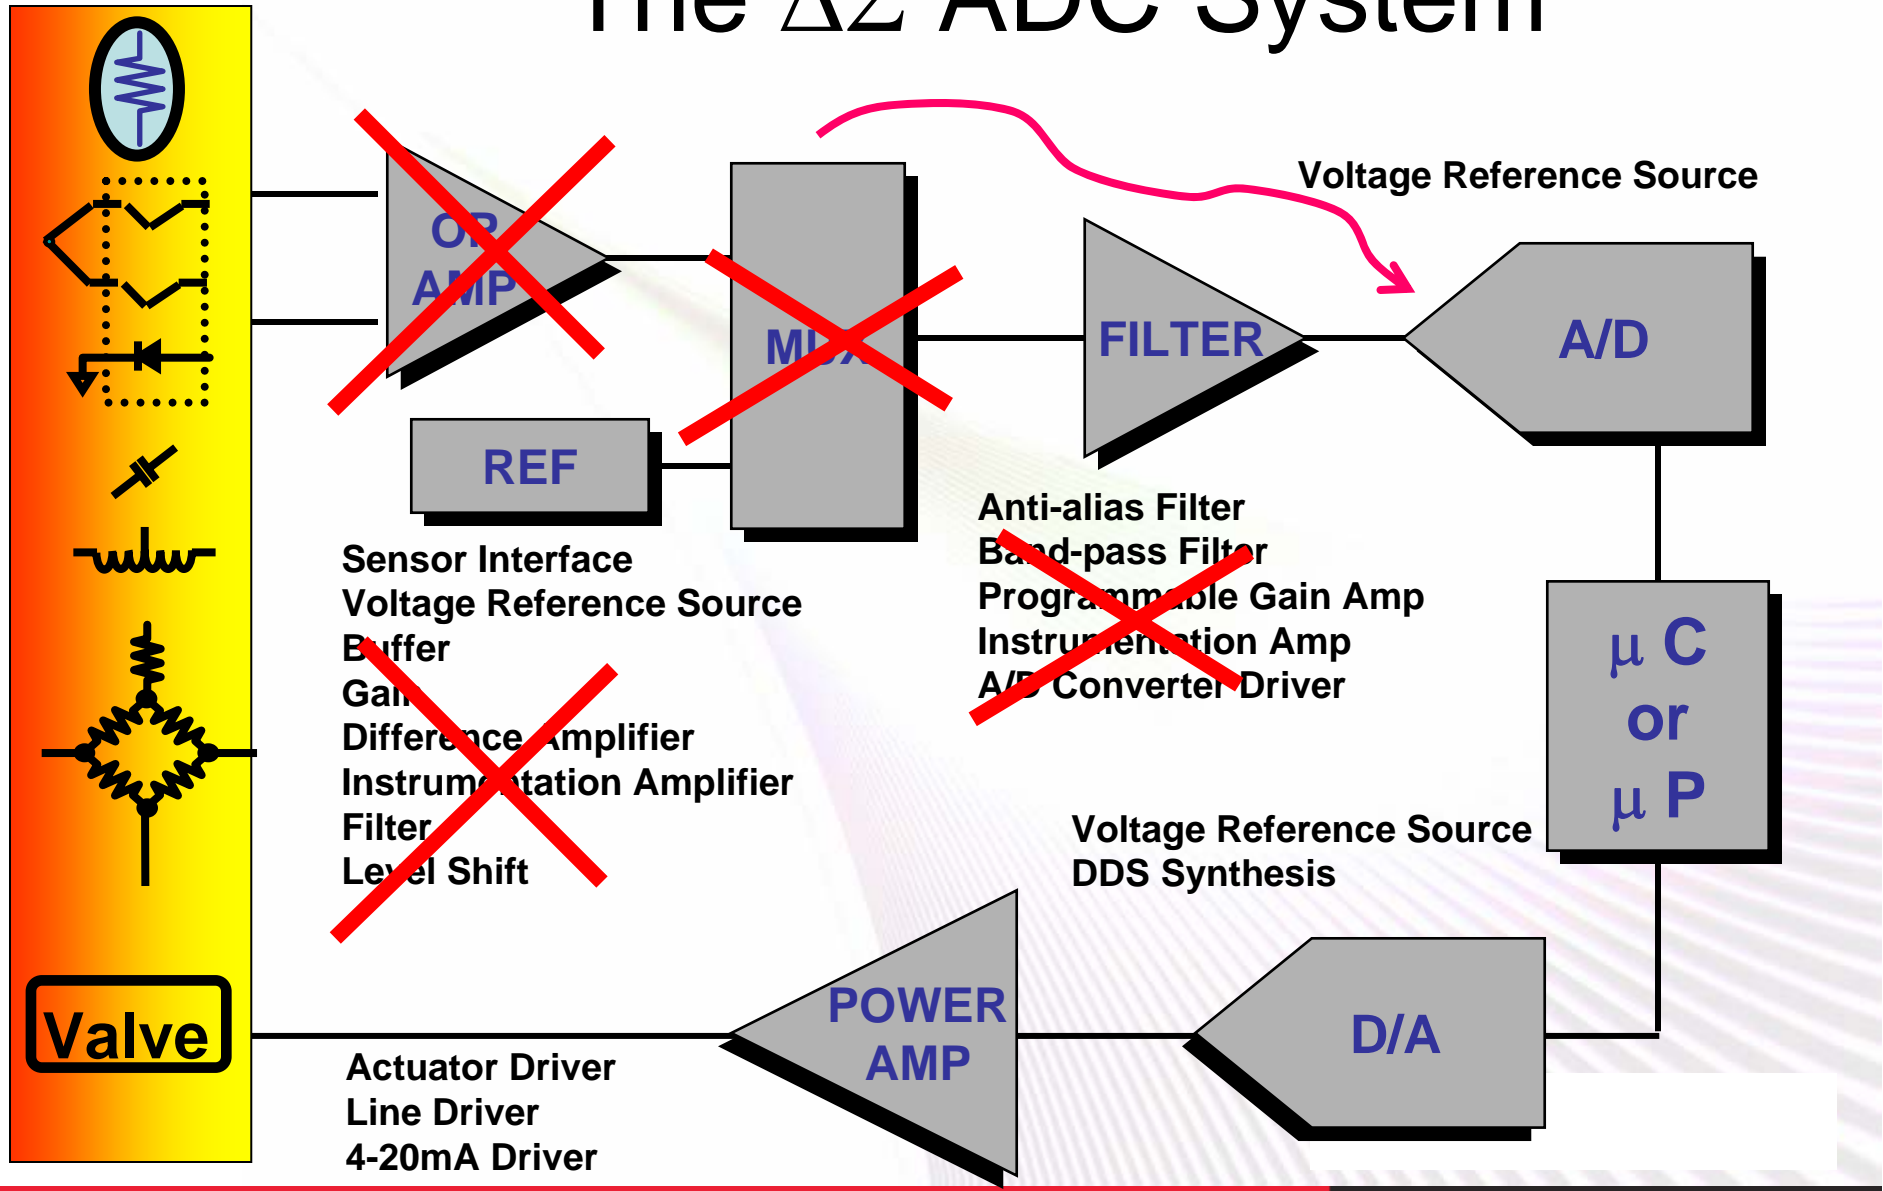 The ΔΣ ADC System
Voltage Reference Source
OP
AMP
MUX
FILTER
A/D
REF
Anti-alias Filter
Band-pass Filter
Programmable Gain Amp
Instrumentation Amp
A/D Converter Driver
Sensor Interface
Voltage Reference Source
Buffer
Gain
Difference Amplifier
Instrumentation Amplifier
Filter
Level Shift
μ C
or
μ P
Voltage Reference Source
DDS Synthesis
POWER
AMP
D/A
Valve
Actuator Driver
Line Driver
4-20mA Driver